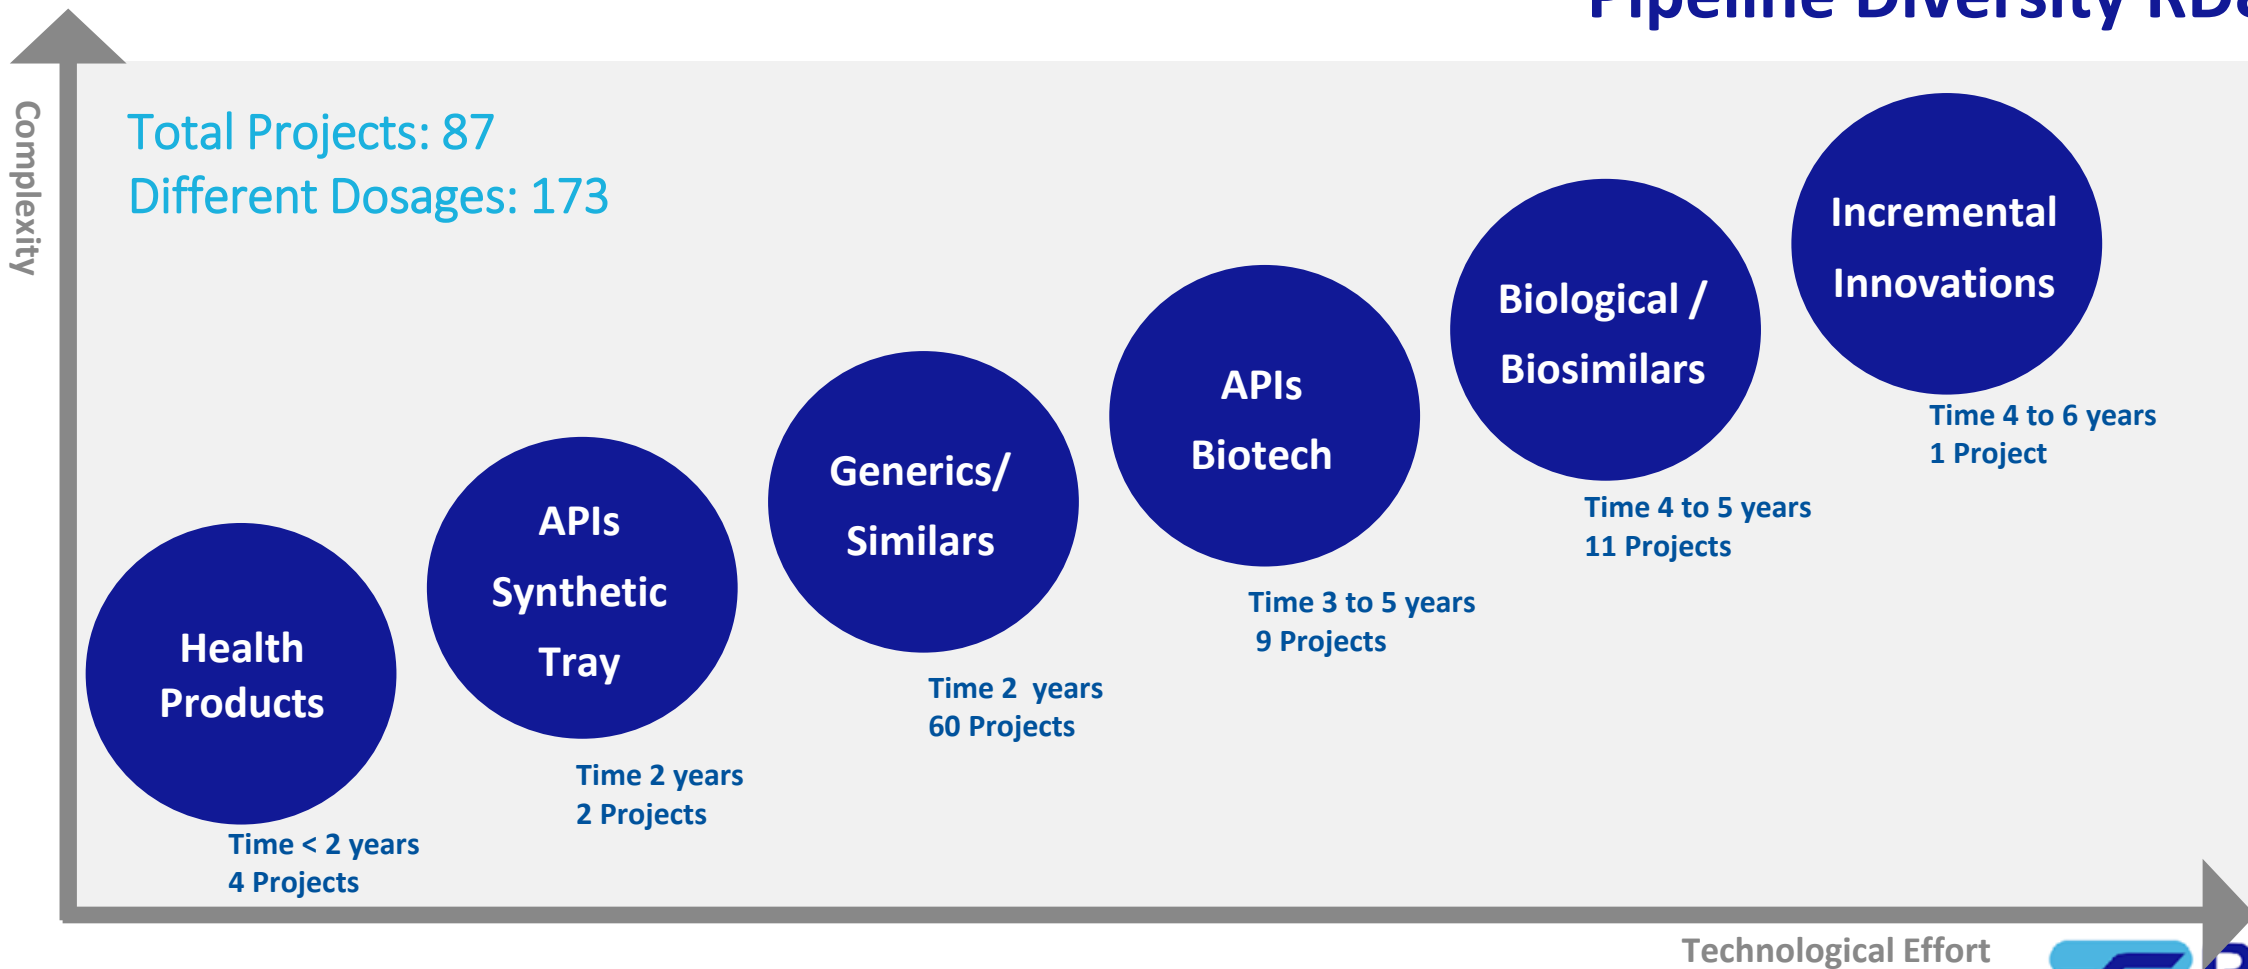 Pipeline Diversity
Complexity
Total Projects: 87
Different Dosages: 173
Health
Products
Time < 2 years
4 Projects
APIs
Synthetic
Tray
Time 2 years
2 Projects
Generics/
Similars
Time 2  years
60 Projects
APIs
Biotech
Time 3 to 5 years
9 Projects
Biological /
Biosimilars
Time 4 to 5 years
11 Projects
Incremental
Innovations
Time 4 to 6 years
1 Project
Technological Effort